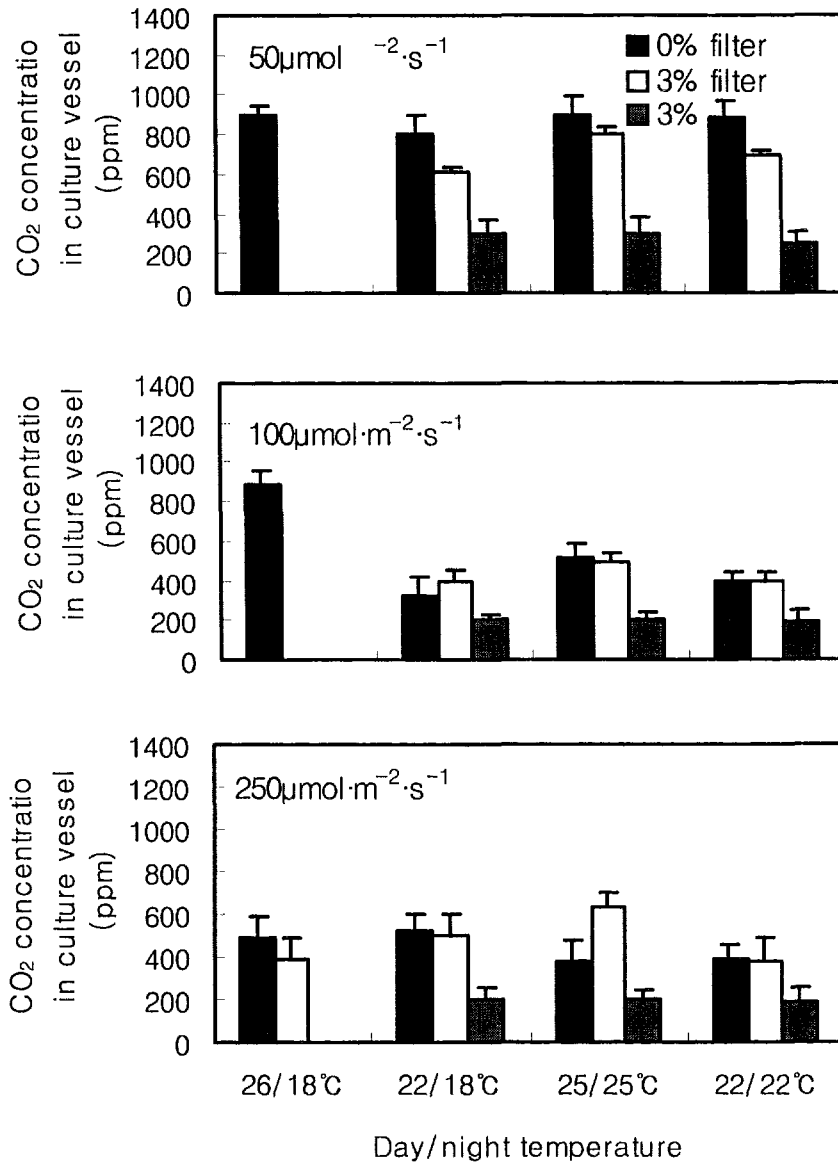 1400
1200
1000
800
600
400
200
0
CO₂ concentratio
in culture vessel
(ppm)
50μmol ⁻²·s⁻¹
0% filter
3% filter
3%
1400
1200
1000
800
600
400
200
0
CO₂ concentratio
in culture vessel
(ppm)
100μmol·m⁻²·s⁻¹
1400
1200
1000
800
600
400
200
0
CO₂ concentratio
in culture vessel
(ppm)
250μmol·m⁻²·s⁻¹
26/18℃ 22/18℃ 25/25℃ 22/22℃
Day/night temperature